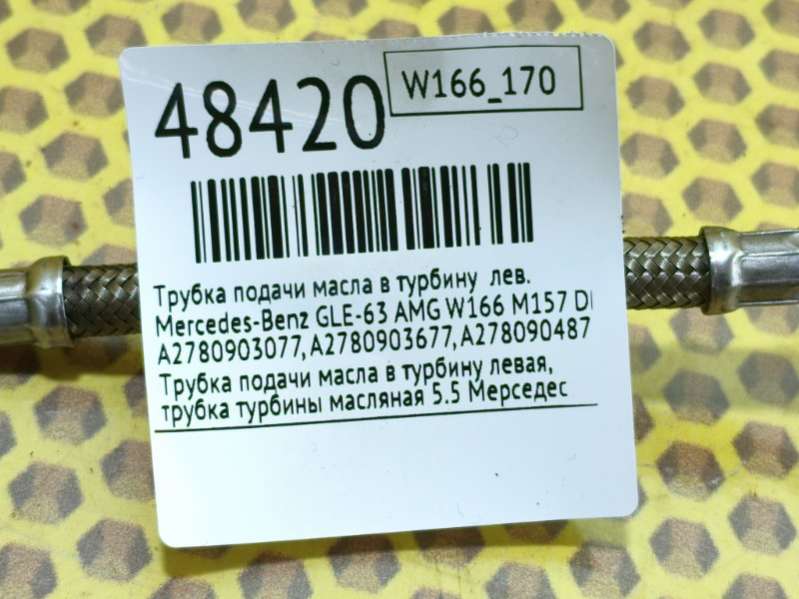 48420
W166_170
Трубка подачи масла в турбину лев.
Mercedes-Benz GLE-63 AMG W166 M157 D
A2780903077, A2780903677, A278090487
Трубка подачи масла в турбину левая,
трубка турбины масляная 5.5 Мерседес